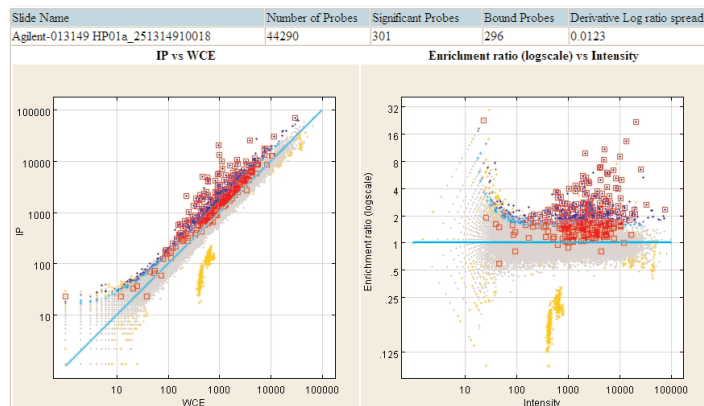 Slide Name Number of Probes Significant Probes Bound Probes Derivative Log ratio spread
Agilent-013149 HP01a_251314910018 44290 301 296 0.0123
IP vs WCE Enrichment ratio (logscale) vs Intensity
100000
10000
1000
100
10
IP
10 100 1000 10000 100000
WCE
32
16
8
4
2
1
.5
.25
.125
Enrichment ratio (logscale)
10 100 1000 10000 100000
Intensity